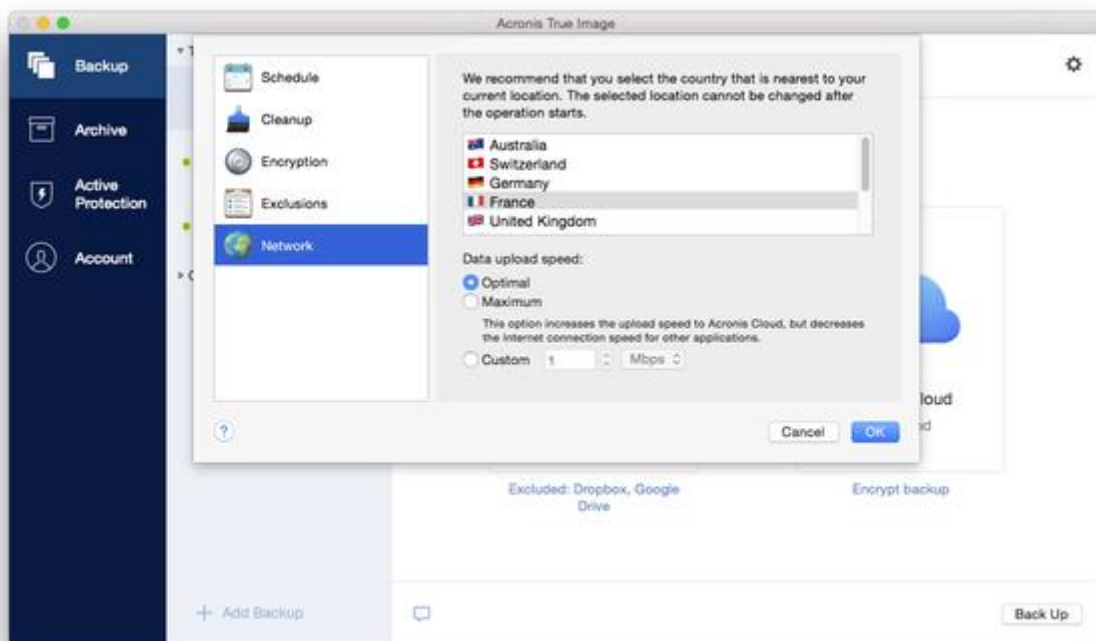 Acronis True Image
Backup
Archive
Active
Protection
Account
Schedule
Cleanup
Encryption
Exclusions
Network
We recommend that you select the country that is nearest to your
current location. The selected location cannot be changed after
the operation starts.
Australia
Switzerland
Germany
France
United Kingdom
Data upload speed:
Optimal
Maximum
This option increases the upload speed to Acronis Cloud, but decreases
the Internet connection speed for other applications.
Custom 1 Mbps
?
Cancel OK
loud
Excluded: Dropbox, Google
Drive
Encrypt backup
+ Add Backup
Back Up